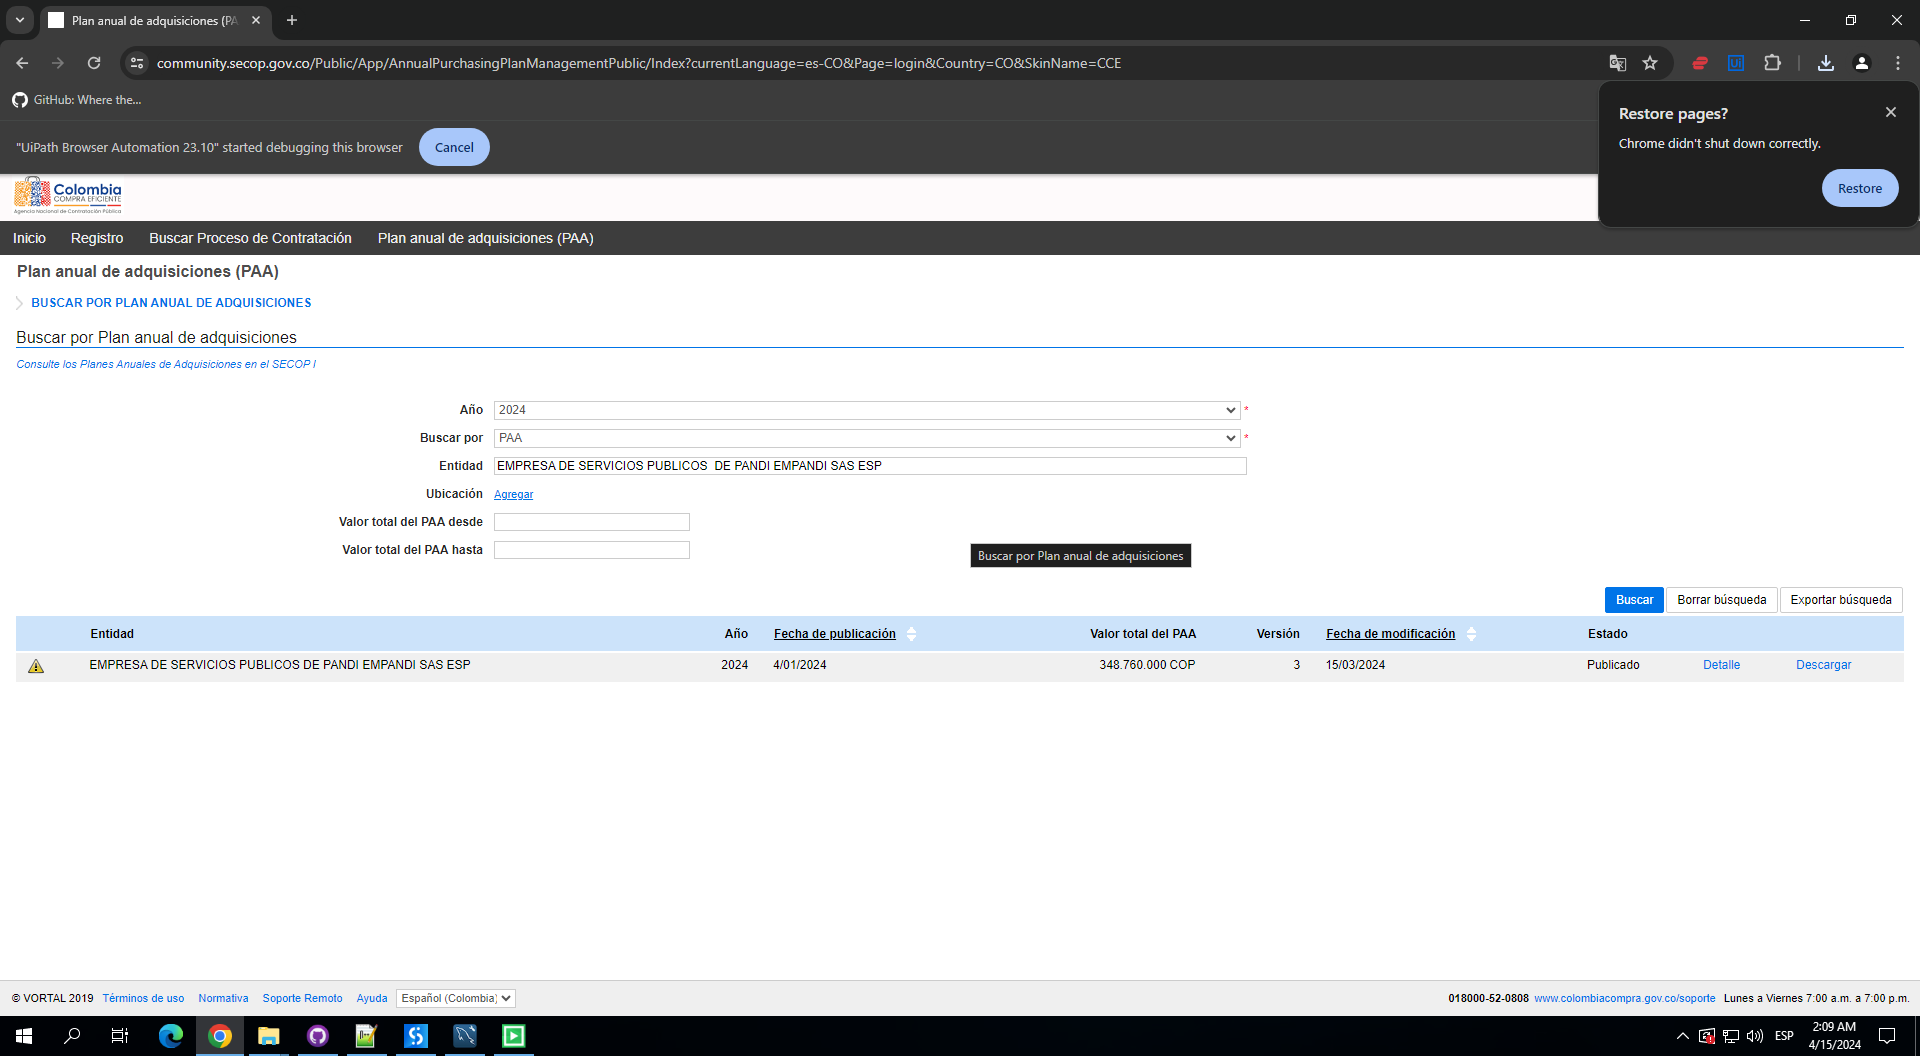 Plan anual de adquisiciones (PA
community.secop.gov.co/Public/App/AnnualPurchasingPlanManagementPublic/Index?currentLanguage=es-CO&Page=login&Country=CO&SkinName=CCE
GitHub: Where the...
Restore pages?
Chrome didn't shut down correctly.
Restore
"UiPath Browser Automation 23.10" started debugging this browser
Cancel
Colombia
COMPRA EFICIENTE
Agencia Nacional de Contratación Pública
Inicio Registro Buscar Proceso de Contratación Plan anual de adquisiciones (PAA)
Plan anual de adquisiciones (PAA)
BUSCAR POR PLAN ANUAL DE ADQUISICIONES
Buscar por Plan anual de adquisiciones
Consulte los Planes Anuales de Adquisiciones en el SECOP I
Año 2024 *
Buscar por PAA *
Entidad EMPRESA DE SERVICIOS PUBLICOS  DE PANDI EMPANDI SAS ESP
Ubicación Agregar
Valor total del PAA desde
Valor total del PAA hasta
Buscar por Plan anual de adquisiciones
Buscar Borrar búsqueda Exportar búsqueda
Entidad Año Fecha de publicación Valor total del PAA Versión Fecha de modificación Estado
EMPRESA DE SERVICIOS PUBLICOS DE PANDI EMPANDI SAS ESP 2024 4/01/2024 348.760.000 COP 3 15/03/2024 Publicado Detalle Descargar
© VORTAL 2019 Términos de uso Normativa Soporte Remoto Ayuda Español (Colombia) 018000-52-0808 www.colombiacompra.gov.co/soporte Lunes a Viernes 7:00 a.m. a 7:00 p.m.
ESP
2:09 AM
4/15/2024